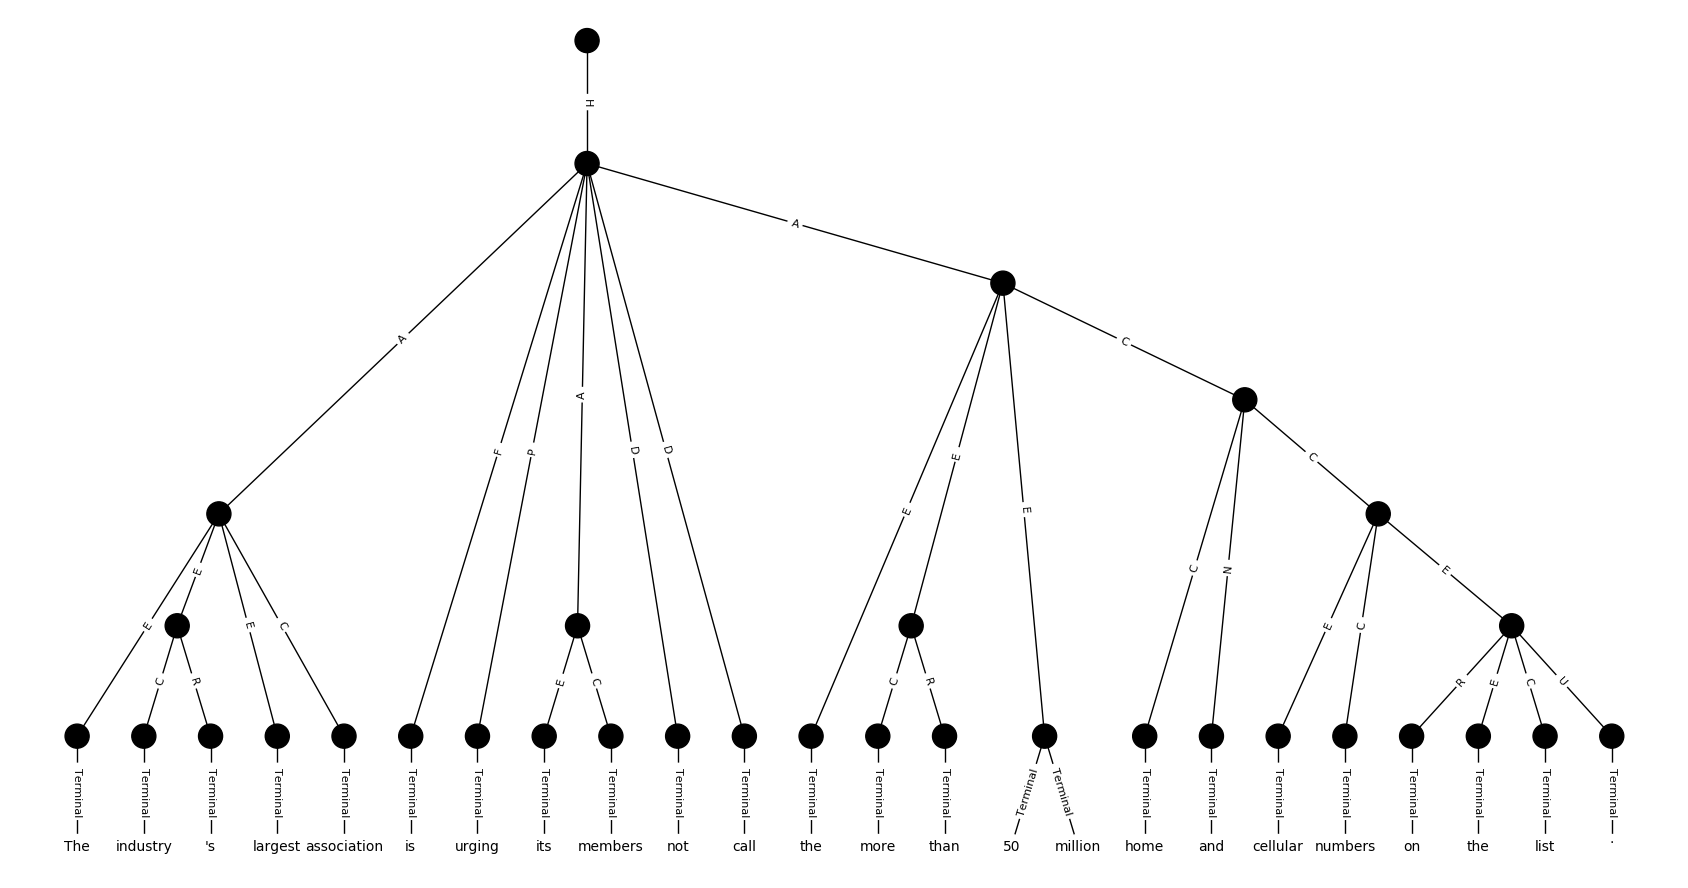 H
A
A
C
A
F
P
D
D
E
E
E
C
C
N
E
E
E
C
E
C
E
C
R
E
C
C
R
R
E
C
U
Terminal Terminal Terminal Terminal Terminal Terminal Terminal Terminal Terminal Terminal Terminal Terminal Terminal Terminal Terminal Terminal Terminal Terminal Terminal Terminal Terminal Terminal Terminal Terminal
The industry 's largest association is urging its members not call the more than 50 million home and cellular numbers on the list .